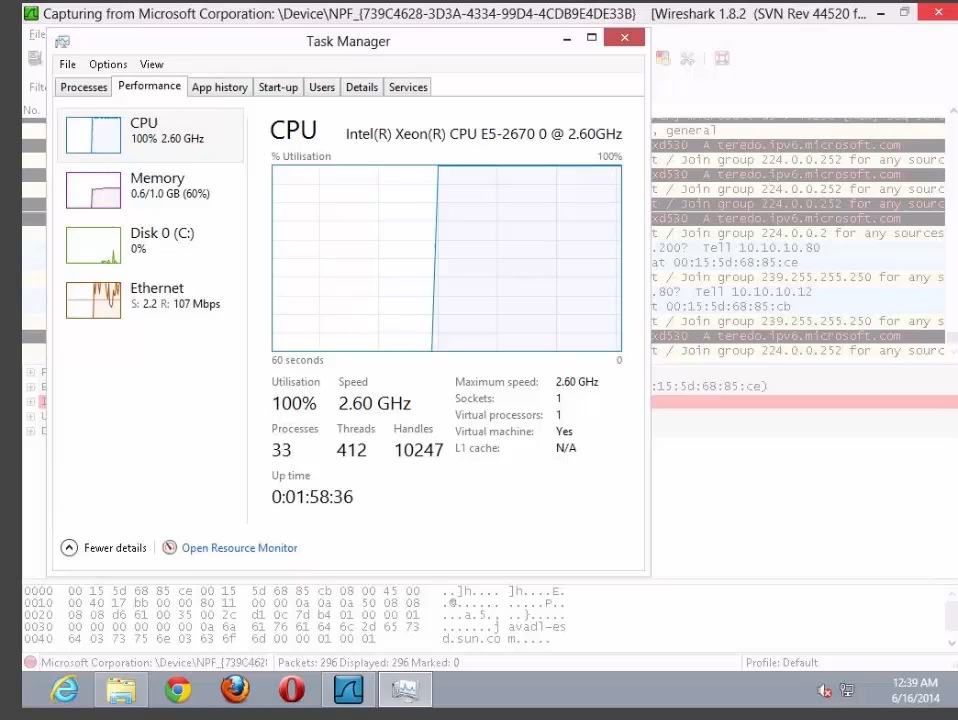 Capturing from Microsoft Corporation: \Device\NPF_{739C4628-3D3A-4334-99D4-4CDB9E4DE33B} [Wireshark 1.8.2 (SVN Rev 44520 f...
File
Task Manager
File Options View
Processes Performance App history Start-up Users Details Services
No.
CPU
100% 2.60 GHz
Memory
0.6/1.0 GB (60%)
Disk 0 (C:)
0%
Ethernet
S: 2.2 R: 107 Mbps
CPU Intel(R) Xeon(R) CPU E5-2670 0 @ 2.60GHz
% Utilisation 100%
60 seconds 0
Utilisation Speed
100% 2.60 GHz
Processes Threads Handles
33 412 10247
Up time
0:01:58:36
Maximum speed: 2.60 GHz
Sockets: 1
Virtual processors: 1
Virtual machine: Yes
L1 cache: N/A
Fewer details Open Resource Monitor
, general
xd530 A teredo.ipv6.microsoft.com
t / Join group 224.0.0.252 for any sourc
xd530 A teredo.ipv6.microsoft.com
t / Join group 224.0.0.252 for any sourc
t / Join group 224.0.0.252 for any sourc
xd530 A teredo.ipv6.microsoft.com
t / Join group 224.0.0.2 for any sources
.200? Tell 10.10.10.80
at 00:15:5d:68:85:ce
t / Join group 239.255.255.250 for any s
.80? Tell 10.10.10.12
t 00:15:5d:68:85:cb
t / Join group 239.255.255.250 for any s
xd530 A teredo.ipv6.microsoft.com
t / Join group 224.0.0.252 for any sourc
:15:5d:68:85:ce)
0000 00 15 5d 68 85 ce 00 15 5d 68 85 cb 08 00 45 00 ..]h.... ]h....E.
0010 00 40 17 bb 00 00 80 11 00 00 0a 0a 0a 50 08 08 .@...... .....P..
0020 08 08 d6 61 00 35 00 2c d1 0c 7d b4 01 00 00 01 ...a.5., ..}.....
0030 00 00 00 00 00 00 0a 6a 61 76 61 64 6c 2d 65 73 .......j avadl-es
0040 64 03 73 75 6e 03 63 6f 6d 00 00 01 00 01 d.sun.co m.....
Microsoft Corporation: \Device\NPF_{739C462 Packets: 296 Displayed: 296 Marked: 0 Profile: Default
12:39 AM
6/16/2014